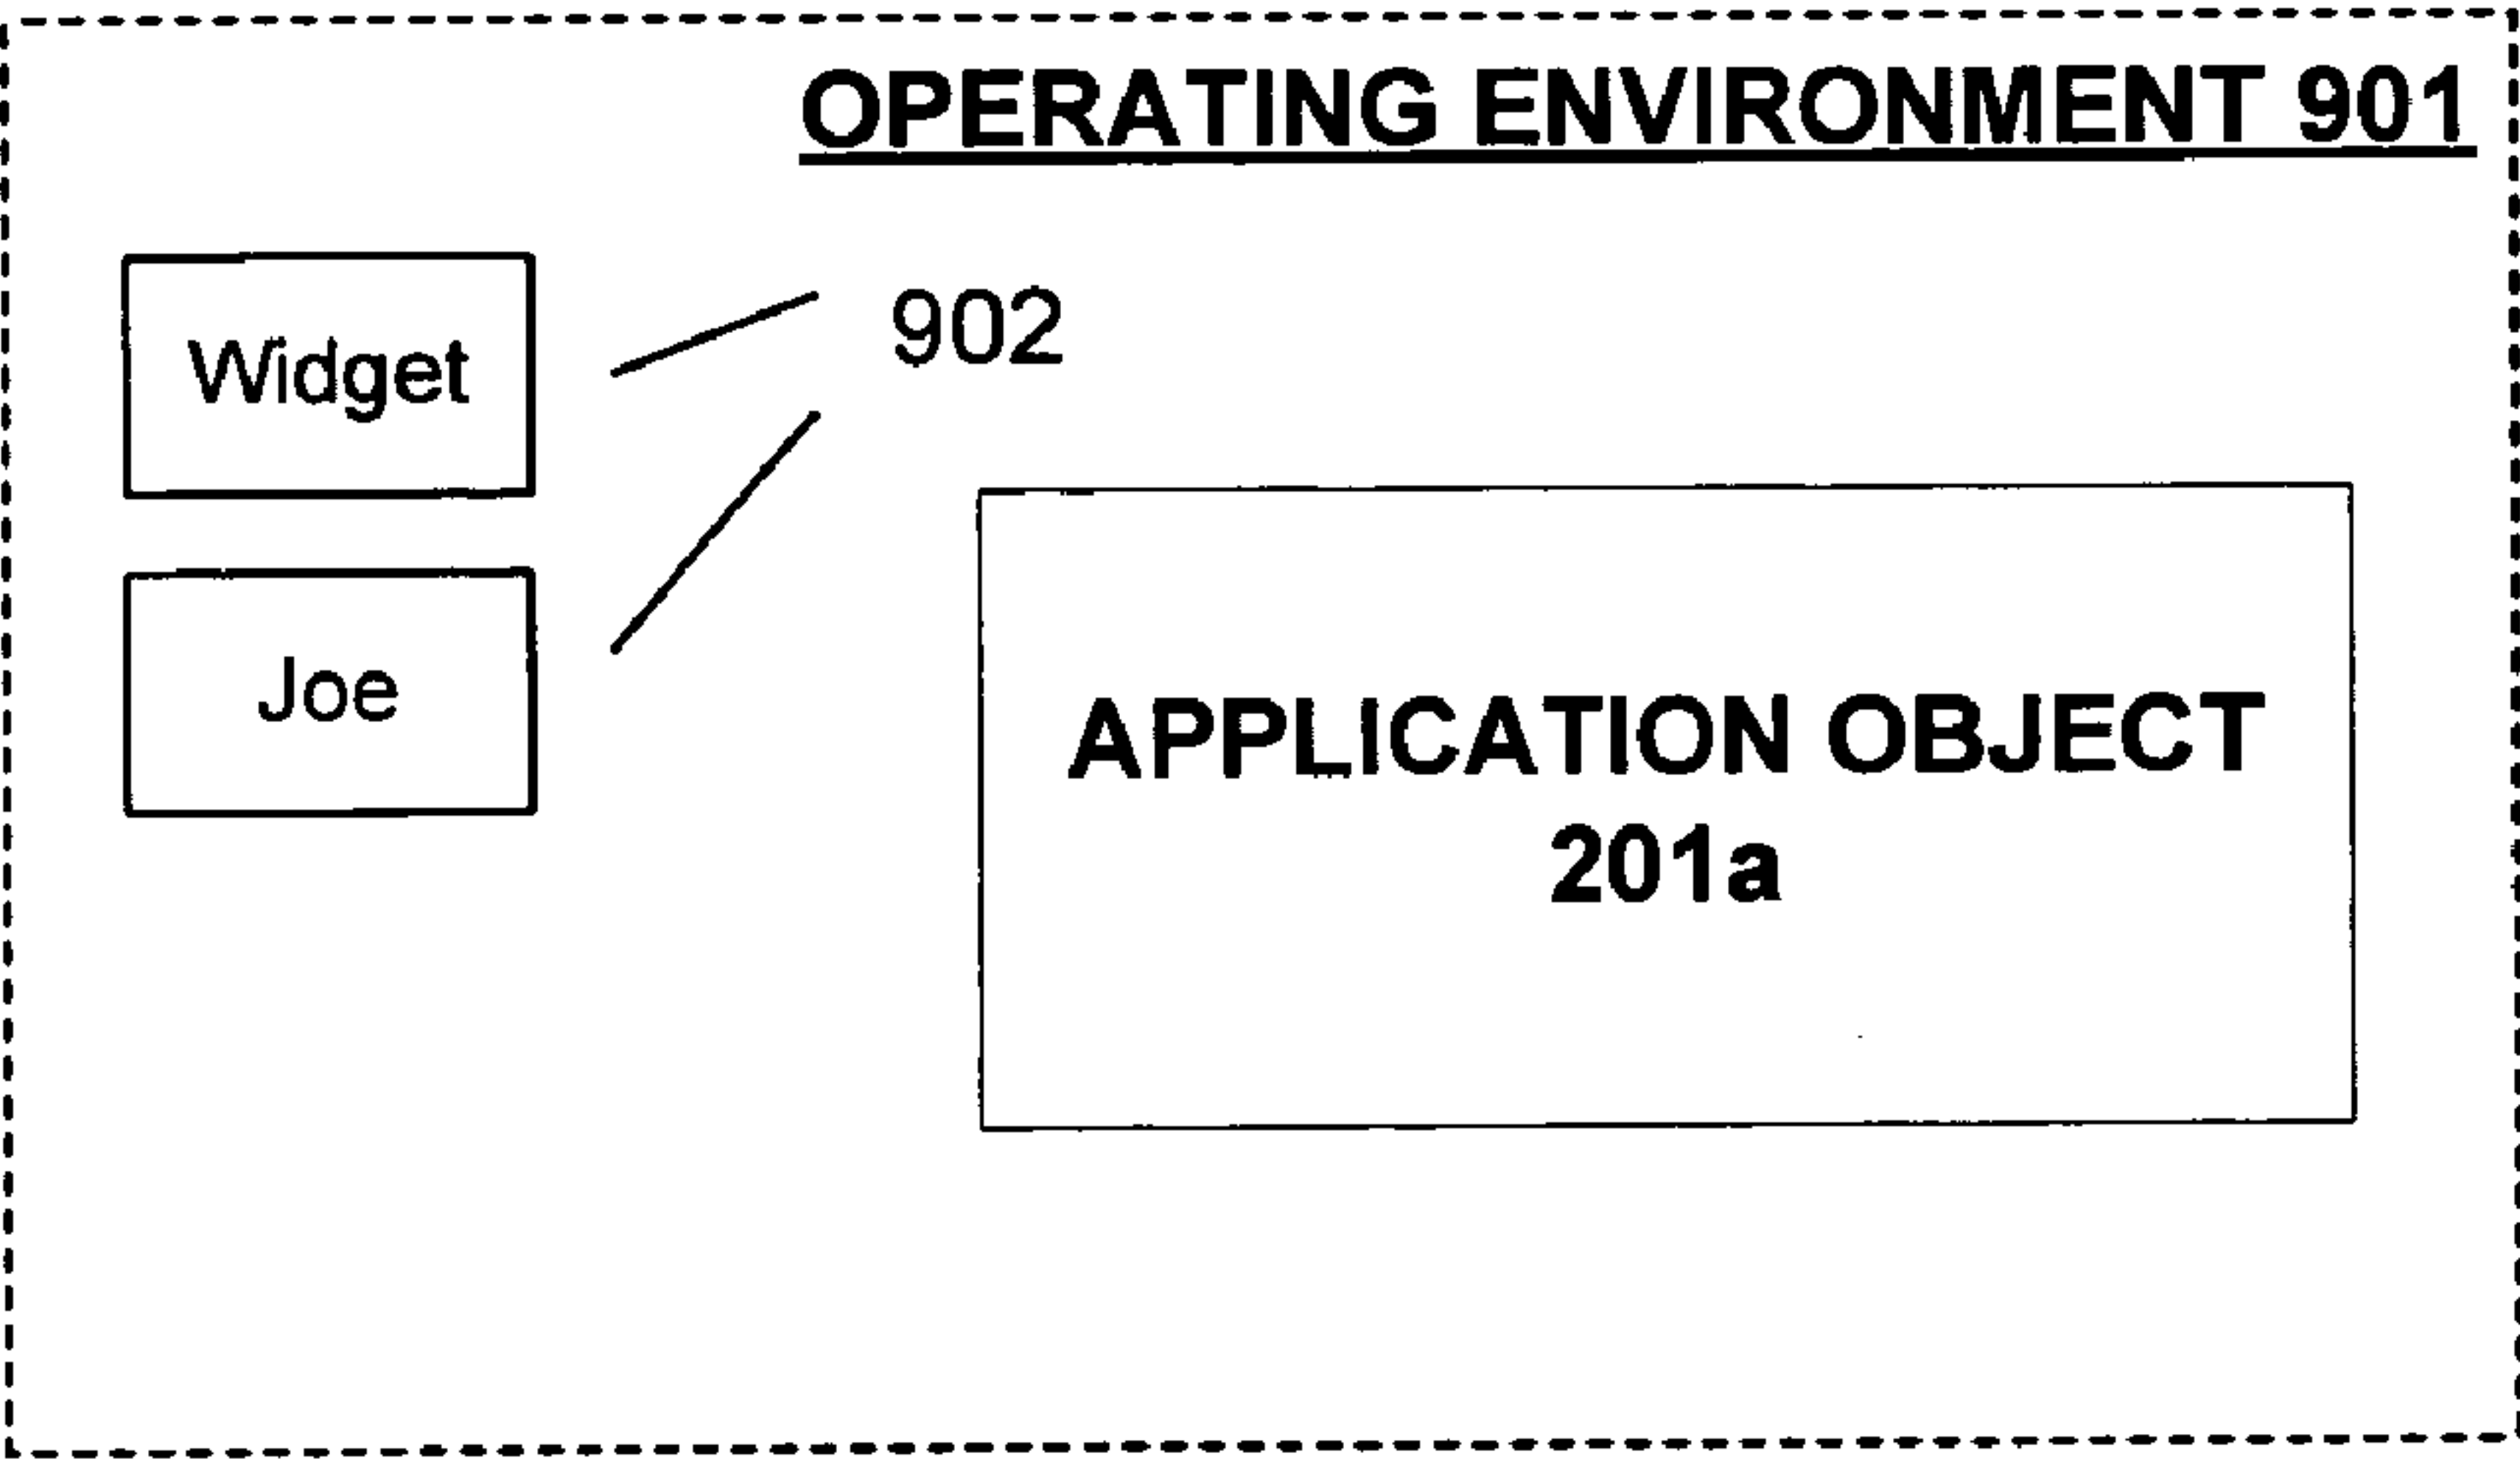 OPERATING ENVIRONMENT 901
Widget
902
Joe
APPLICATION OBJECT
201a